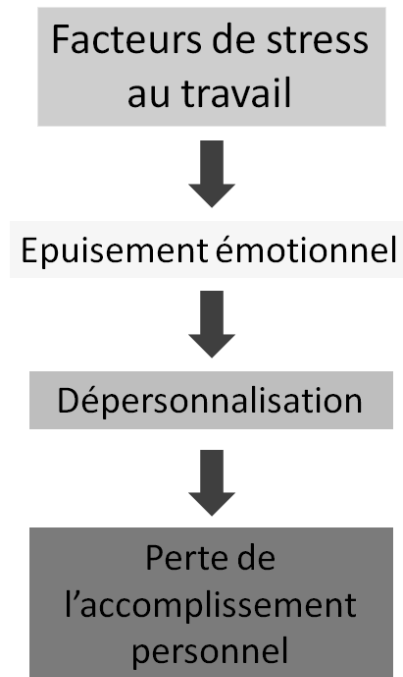 Facteurs de stress
au travail
Epuisement émotionnel
Dépersonnalisation
Perte de
l'accomplissement
personnel